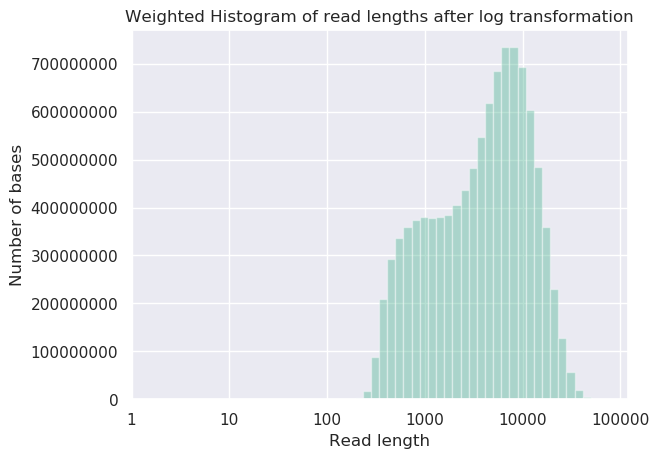 Weighted Histogram of read lengths after log transformation
700000000
600000000
500000000
400000000
300000000
200000000
100000000
0
Number of bases
1 10 100 1000 10000 100000
Read length